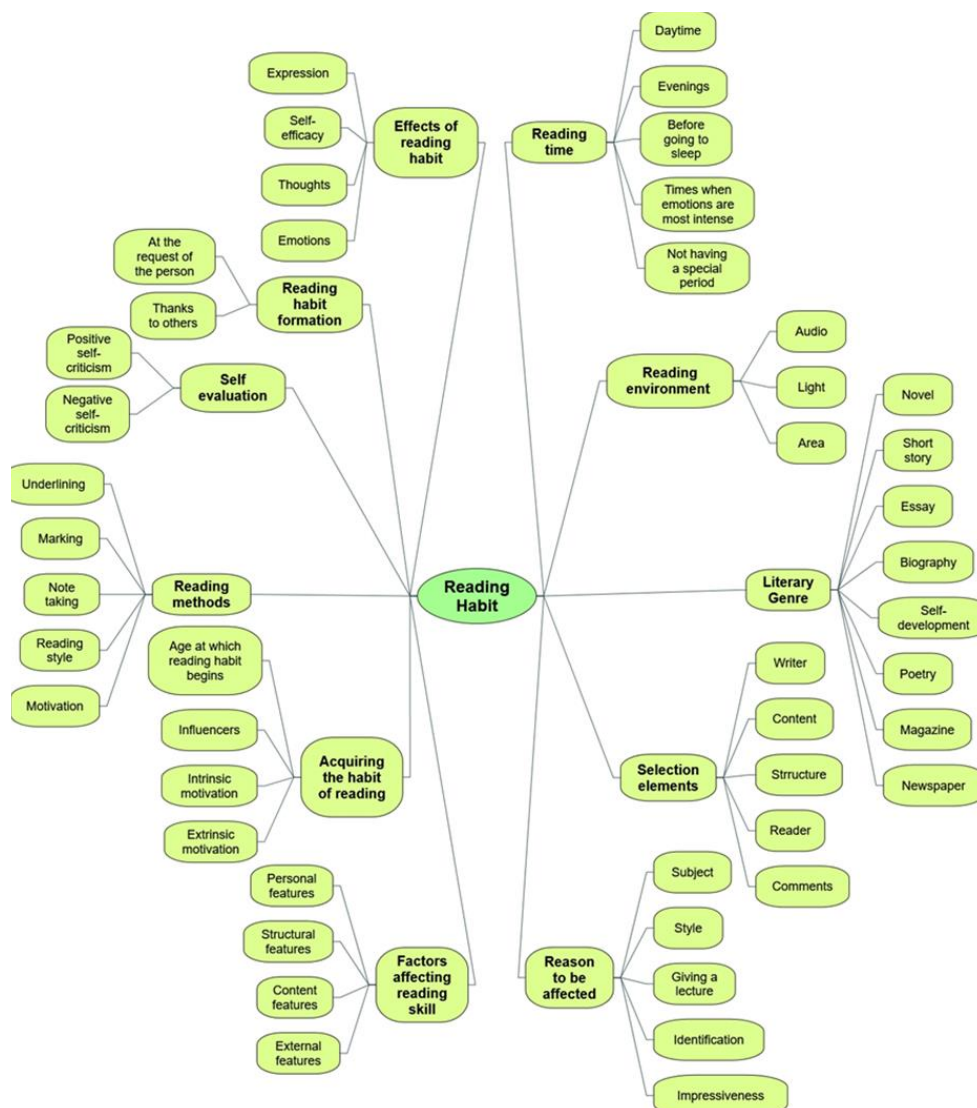 Effects of
reading
habit
Expression
Self-
efficacy
Thoughts
Emotions
Reading
habit
formation
At the
request of
the person
Thanks
to others
Self
evaluation
Positive
self-
criticism
Negative
self-
criticism
Reading
methods
Underlining
Marking
Note
taking
Reading
style
Motivation
Acquiring
the habit
of reading
Age at which
reading habit
begins
Influencers
Intrinsic
motivation
Extrinsic
motivation
Factors
affecting
reading
skill
Personal
features
Structural
features
Content
features
External
features
Reading
Habit
Reading
time
Daytime
Evenings
Before
going to
sleep
Times when
emotions are
most intense
Not having
a special
period
Reading
environment
Audio
Light
Area
Literary
Genre
Novel
Short
story
Essay
Biography
Self-
development
Poetry
Magazine
Newspaper
Selection
elements
Writer
Content
Strructure
Reader
Comments
Reason
to be
affected
Subject
Style
Giving a
lecture
Identification
Impressiveness